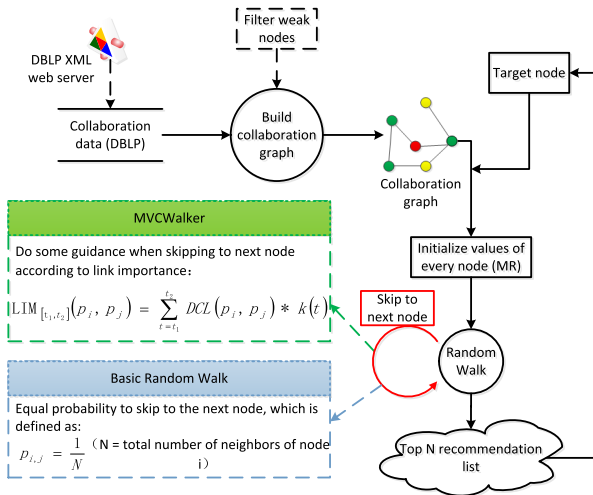 Filter weak
nodes
DBLP XML
web server
Target node
Collaboration
data (DBLP)
Build
collaboration
graph
Collaboration
graph
MVCWalker
Do some guidance when skipping to next node
according to link importance:
LIM[t₁,t₂](pᵢ, pⱼ) = ∑ₜ₌ₜ₁^t₂ DCL(pᵢ, pⱼ) * k(t)
Initialize values of
every node (MR)
Skip to
next node
Random
Walk
Basic Random Walk
Equal probability to skip to the next node, which is
defined as:
pᵢ,ⱼ = 1/N (N = total number of neighbors of node
i)
Top N recommendation
list